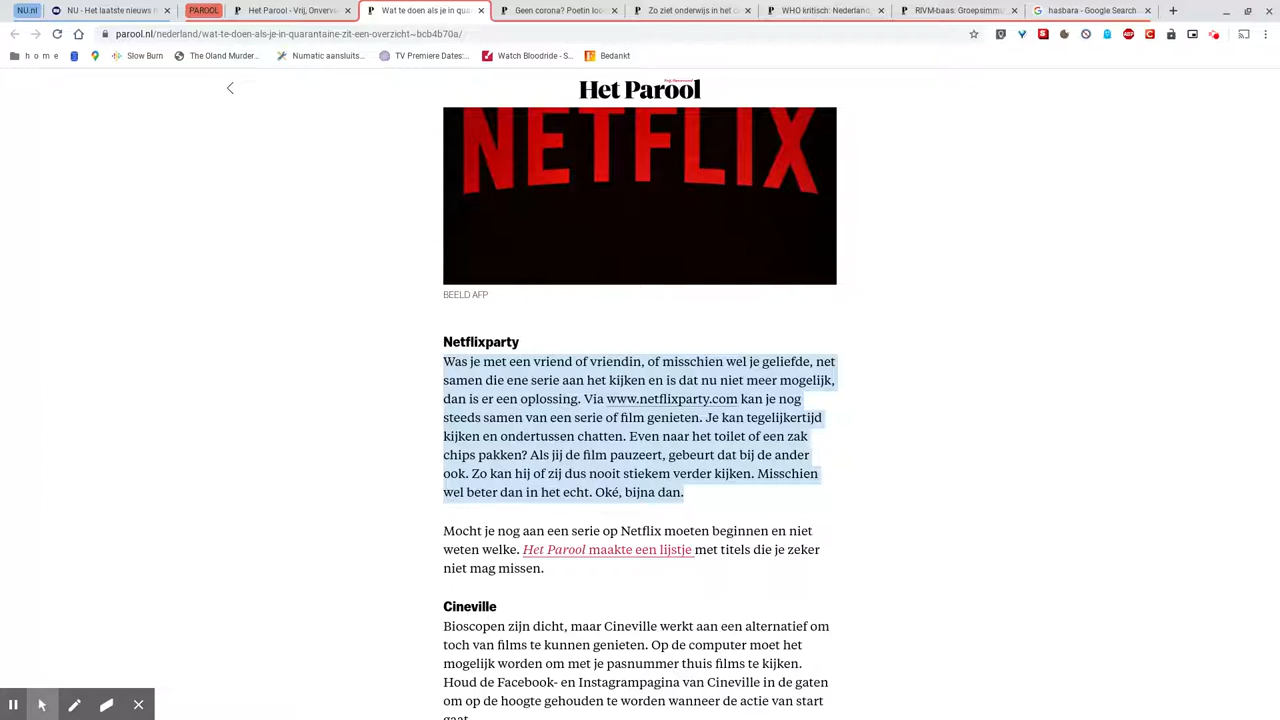 NU.nl
NU - Het laatste nieuws
PAROOL
Het Parool - Vrij, Onverv
Wat te doen als je in qua
Geen corona? Poetin loo
Zo ziet onderwijs in het
WHO kritisch: Nederland,
RIVM-baas: Groepsimmu
hasbara - Google Search
parool.nl/nederland/wat-te-doen-als-je-in-quarantaine-zit-een-overzicht~bcb4b70a/
h o m e
Slow Burn
The Oland Murder...
Numatic aansluits...
TV Premiere Dates:...
Watch Bloodride - S...
Bedankt
Het Parool
NETFLIX
BEELD AFP
Netflixparty
Was je met een vriend of vriendin, of misschien wel je geliefde, net
samen die ene serie aan het kijken en is dat nu niet meer mogelijk,
dan is er een oplossing. Via www.netflixparty.com kan je nog
steeds samen van een serie of film genieten. Je kan tegelijkertijd
kijken en ondertussen chatten. Even naar het toilet of een zak
chips pakken? Als jij de film pauzeert, gebeurt dat bij de ander
ook. Zo kan hij of zij dus nooit stiekem verder kijken. Misschien
wel beter dan in het echt. Oké, bijna dan.
Mocht je nog aan een serie op Netflix moeten beginnen en niet
weten welke. Het Parool maakte een lijstje met titels die je zeker
niet mag missen.
Cineville
Bioscopen zijn dicht, maar Cineville werkt aan een alternatief om
toch van films te kunnen genieten. Op de computer moet het
mogelijk worden om met je pasnummer thuis films te kijken.
Houd de Facebook- en Instagrampagina van Cineville in de gaten
om op de hoogte gehouden te worden wanneer de actie van start
gaat.